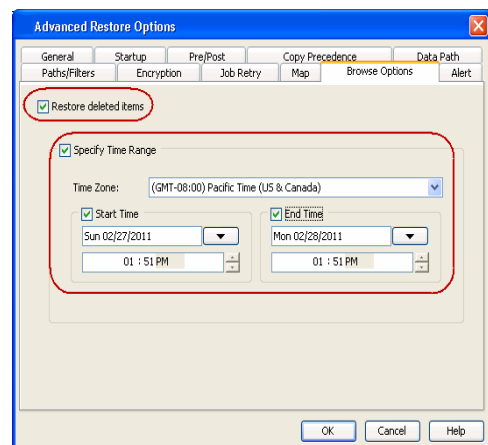 Advanced Restore Options
General Startup Pre/Post Copy Precedence Data Path
Paths/Filters Encryption Job Retry Map Browse Options Alert
Restore deleted items
Specify Time Range
Time Zone: (GMT-08:00) Pacific Time (US & Canada)
Start Time End Time
Sun 02/27/2011 Mon 02/28/2011
01 : 51 PM 01 : 51 PM
OK Cancel Help